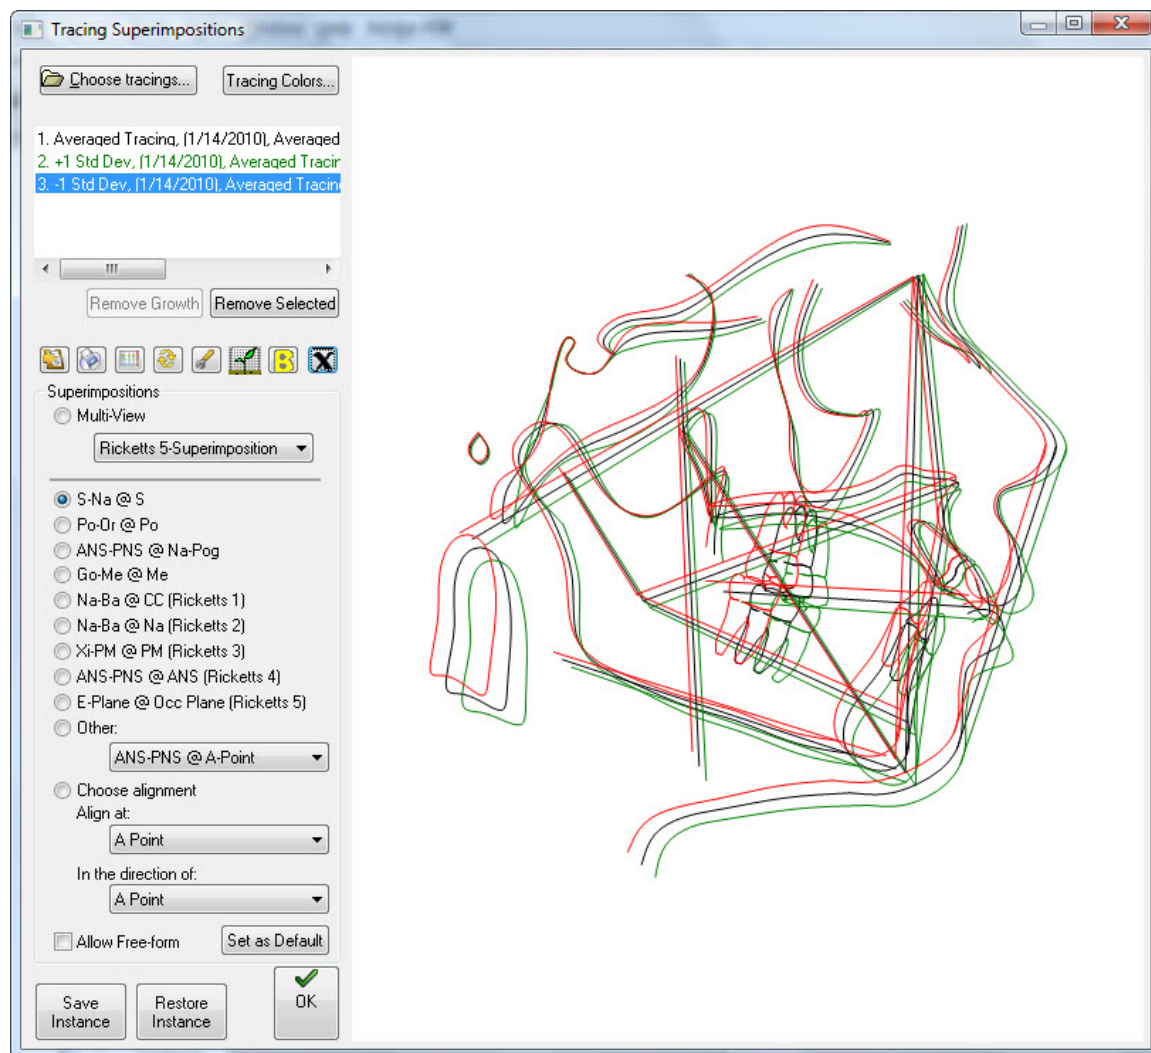 Tracing Superimpositions
Choose tracings...
Tracing Colors...
1. Averaged Tracing, (1/14/2010), Averaged
2. +1 Std Dev, (1/14/2010), Averaged Tracir
3. -1 Std Dev, (1/14/2010), Averaged Tracin
Remove Growth
Remove Selected
B
X
Superimpositions
Multi-View
Ricketts 5-Superimposition
S-Na @ S
Po-Or @ Po
ANS-PNS @ Na-Pog
Go-Me @ Me
Na-Ba @ CC (Ricketts 1)
Na-Ba @ Na (Ricketts 2)
Xi-PM @ PM (Ricketts 3)
ANS-PNS @ ANS (Ricketts 4)
E-Plane @ Occ Plane (Ricketts 5)
Other:
ANS-PNS @ A-Point
Choose alignment
Align at:
A Point
In the direction of:
A Point
Allow Free-form
Set as Default
Save
Instance
Restore
Instance
OK